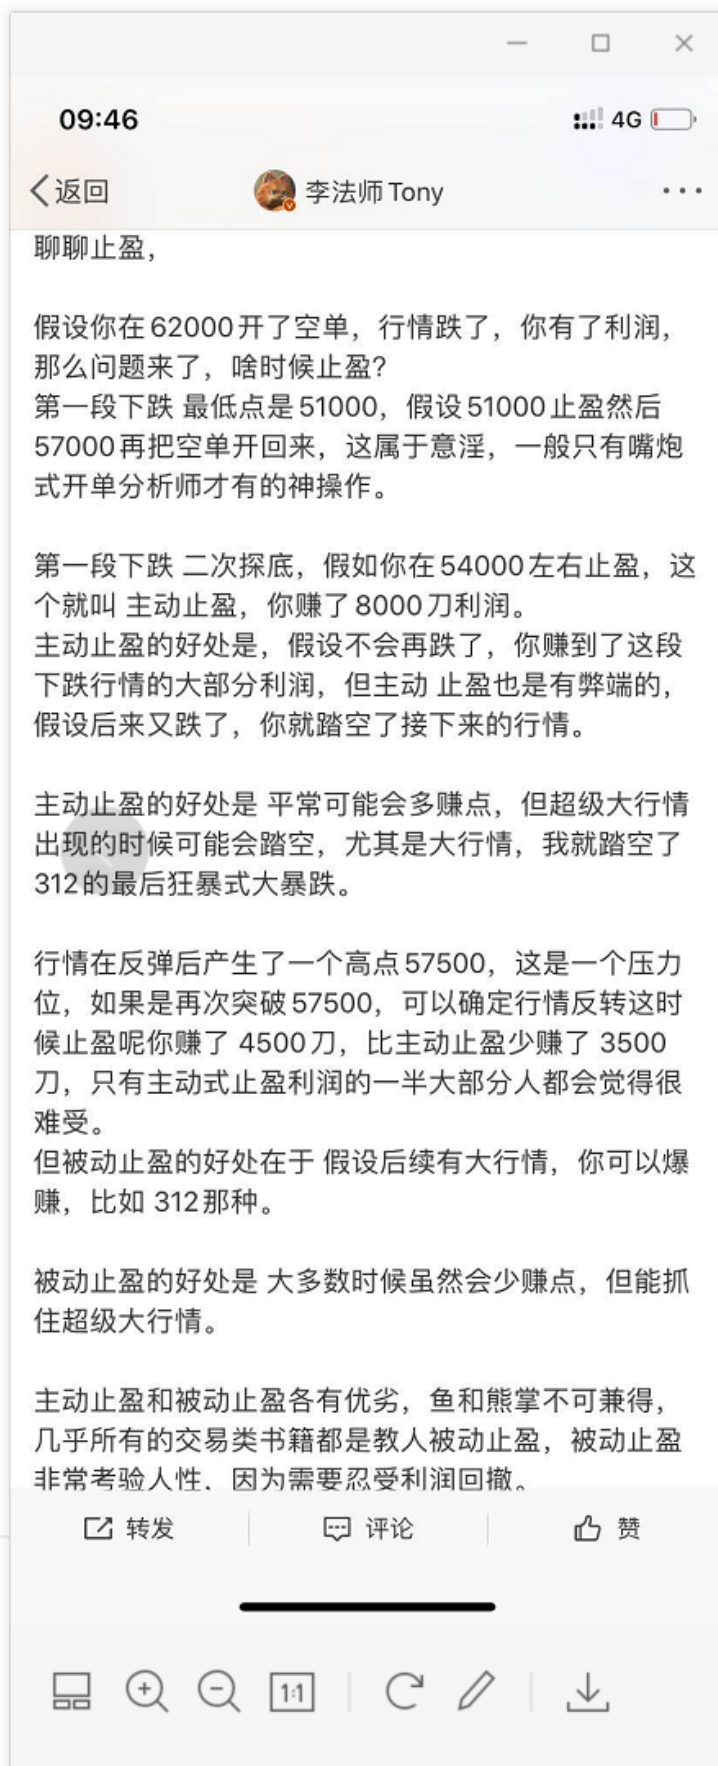 09:46
4G
返回
李法师Tony
聊聊止盈，
假设你在62000开了空单，行情跌了，你有了利润，
那么问题来了，啥时候止盈？
第一段下跌 最低点是51000，假设51000止盈然后
57000再把空单开回来，这属于意淫，一般只有嘴炮
式开单分析师才有的神操作。
第一段下跌 二次探底，假如你在54000左右止盈，这
个就叫 主动止盈，你赚了8000刀利润。
主动止盈的好处是，假设不会再跌了，你赚到了这段
下跌行情的大部分利润，但主动 止盈也是有弊端的，
假设后来又跌了，你就踏空了接下来的行情。
主动止盈的好处是 平常可能会多赚点，但超级大行情
出现的时候可能会踏空，尤其是大行情，我就踏空了
312的最后狂暴式大暴跌。
行情在反弹后产生了一个高点57500，这是一个压力
位，如果是再次突破57500，可以确定行情反转这时
候止盈呢你赚了 4500刀，比主动止盈少赚了 3500
刀，只有主动式止盈利润的一半大部分人都会觉得很
难受。
但被动止盈的好处在于 假设后续有大行情，你可以爆
赚，比如 312那种。
被动止盈的好处是 大多数时候虽然会少赚点，但能抓
住超级大行情。
主动止盈和被动止盈各有优劣，鱼和熊掌不可兼得，
几乎所有的交易类书籍都是教人被动止盈，被动止盈
非常考验人性，因为需要忍受利润回撤。
转发
评论
赞
1:1